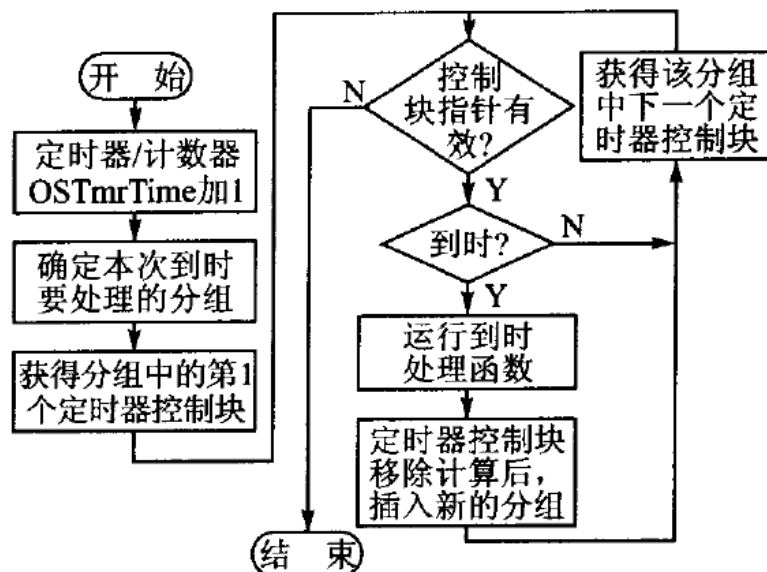 开 始
定时器/计数器
OSTmrTime加1
确定本次到时
要处理的分组
获得分组中的第1
个定时器控制块
控制
块指针有
效?
N
Y
到时?
N
Y
运行到时
处理函数
定时器控制块
移除计算后,
插入新的分组
获得该分组
中下一个定
时器控制块
结 束